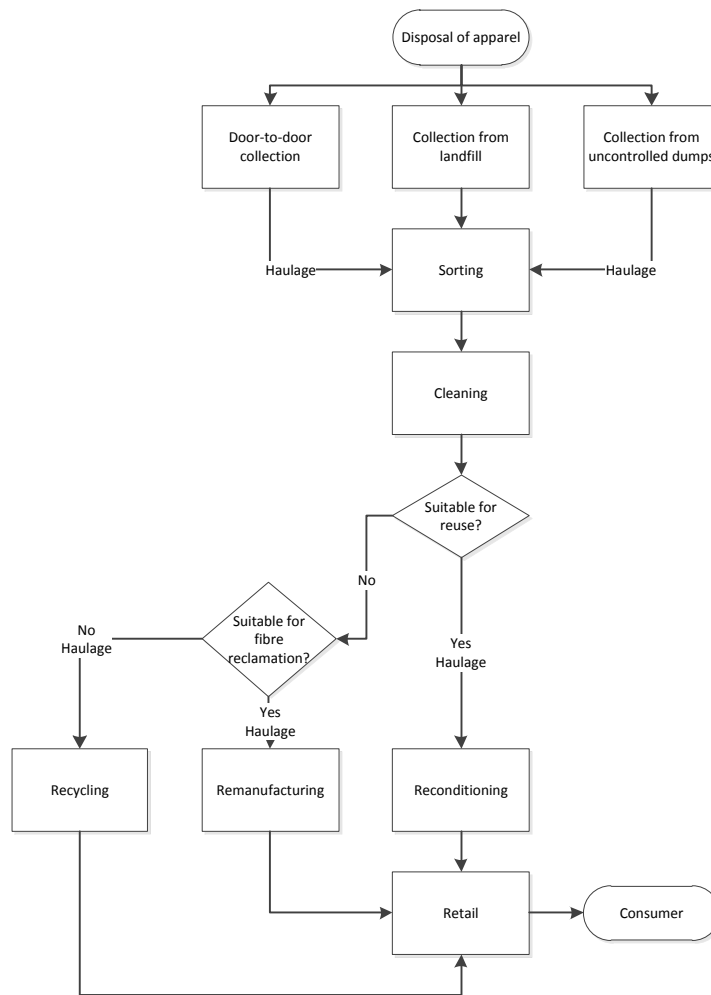 Disposal of apparel
Door-to-door
collection
Collection from
landfill
Collection from
uncontrolled dumps
Haulage
Sorting
Haulage
Cleaning
Suitable for
reuse?
No
Suitable for
fibre
reclamation?
No
Haulage
Yes
Haulage
Yes
Haulage
Recycling
Remanufacturing
Reconditioning
Retail
Consumer